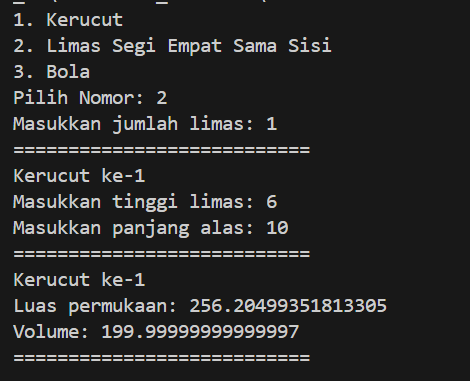 1. Kerucut
2. Limas Segi Empat Sama Sisi
3. Bola
Pilih Nomor: 2
Masukkan jumlah limas: 1
===========================
Kerucut ke-1
Masukkan tinggi limas: 6
Masukkan panjang alas: 10
===========================
Kerucut ke-1
Luas permukaan: 256.20499351813305
Volume: 199.99999999999997
===========================